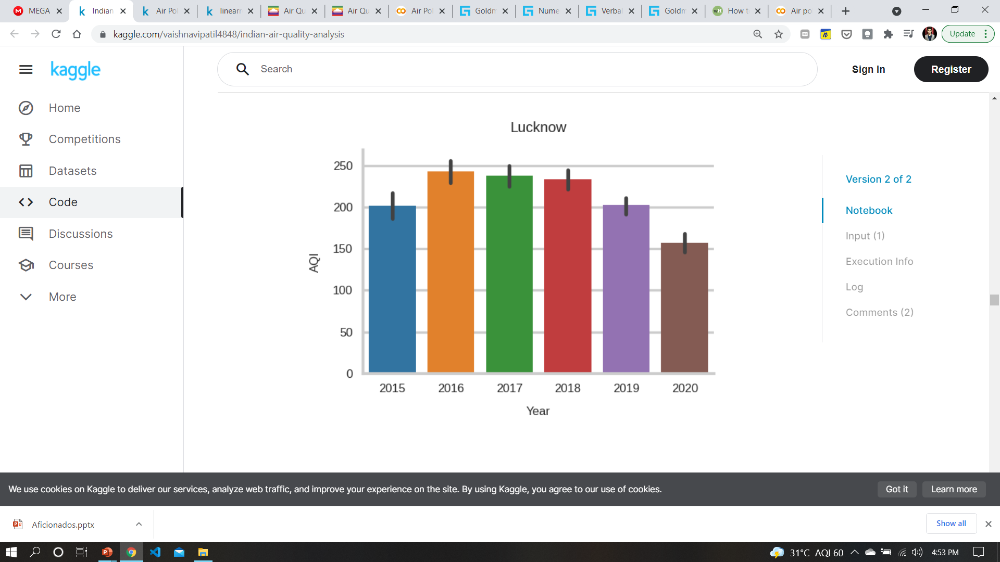 MEGA
Indian
Air Pol
linearr
Air Qu
Air Qu
Air Pol
Goldm
Nume
Verbal
Goldm
How t
Air po
kaggle.com/vaishnavipatil4848/indian-air-quality-analysis
Update
kaggle
Search
Sign In
Register
Home
Competitions
Datasets
Code
Discussions
Courses
More
Lucknow
250
200
150
100
50
0
AQI
2015 2016 2017 2018 2019 2020
Year
Version 2 of 2
Notebook
Input (1)
Execution Info
Log
Comments (2)
We use cookies on Kaggle to deliver our services, analyze web traffic, and improve your experience on the site. By using Kaggle, you agree to our use of cookies.
Got it
Learn more
Aficionados.pptx
Show all
31°C AQI 60
4:53 PM